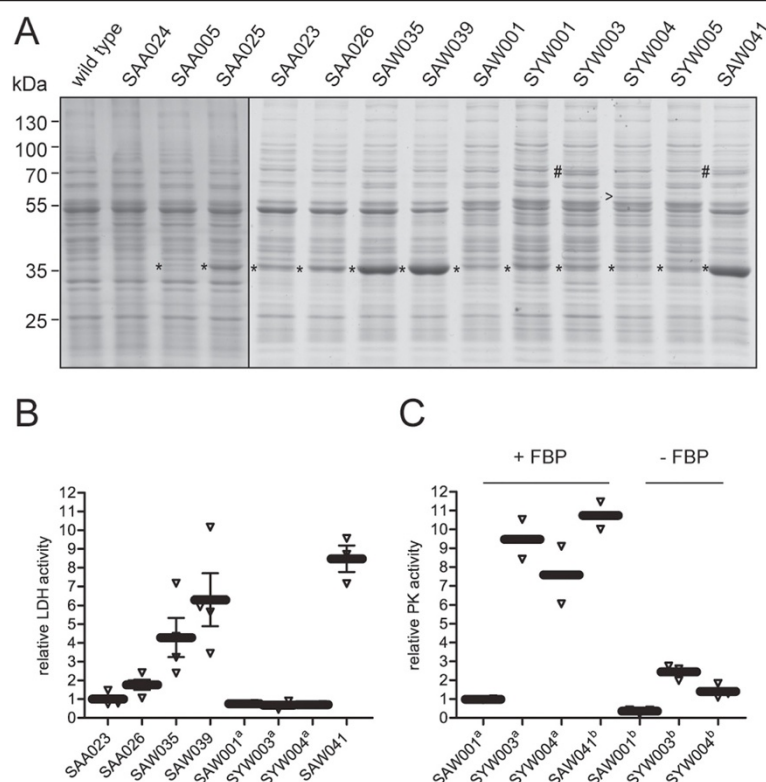 A
wild type SAA024 SAA005 SAA025 SAA023 SAA026 SAW035 SAW039 SAW001 SYW001 SYW003 SYW004 SYW005 SAW041
kDa
130
100
70 # #
55 >
35 * * * * * * * * * * * *
25
B
relative LDH activity
12
11
10
9
8
7
6
5
4
3
2
1
0
SAA023 SAA026 SAW035 SAW039 SAW001ᵃ SYW003ᵃ SYW004ᵃ SAW041
C
+ FBP - FBP
relative PK activity
12
11
10
9
8
7
6
5
4
3
2
1
0
SAW001ᵃ SYW003ᵃ SYW004ᵃ SAW041ᵇ SAW001ᵇ SYW003ᵇ SYW004ᵇ